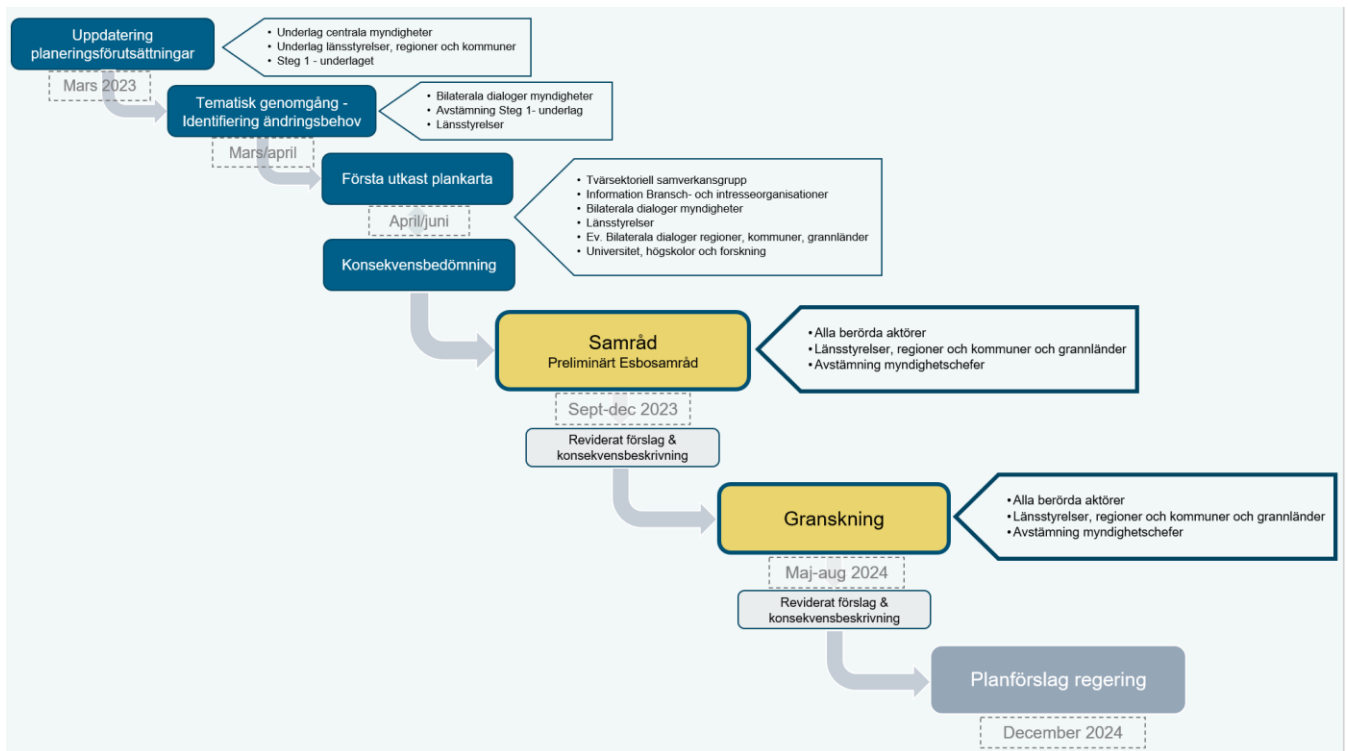 Uppdatering
planeringsförutsättningar
• Underlag centrala myndigheter
• Underlag länsstyrelser, regioner och kommuner
• Steg 1 - underlaget
Mars 2023
Tematisk genomgång -
Identifiering ändringsbehov
• Bilaterala dialoger myndigheter
• Avstämning Steg 1- underlag
• Länsstyrelser
Mars/april
Första utkast plankarta
• Tvärsektoriell samverkansgrupp
• Information Bransch- och intresseorganisationer
• Bilaterala dialoger myndigheter
• Länsstyrelser
• Ev. Bilaterala dialoger regioner, kommuner, grannländer
• Universitet, högskolor och forskning
April/juni
Konsekvensbedömning
Samråd
Preliminärt Esbosamråd
• Alla berörda aktörer
• Länsstyrelser, regioner och kommuner och grannländer
• Avstämning myndighetschefer
Sept-dec 2023
Reviderat förslag &
konsekvensbeskrivning
Granskning
• Alla berörda aktörer
• Länsstyrelser, regioner och kommuner och grannländer
• Avstämning myndighetschefer
Maj-aug 2024
Reviderat förslag &
konsekvensbeskrivning
Planförslag regering
December 2024